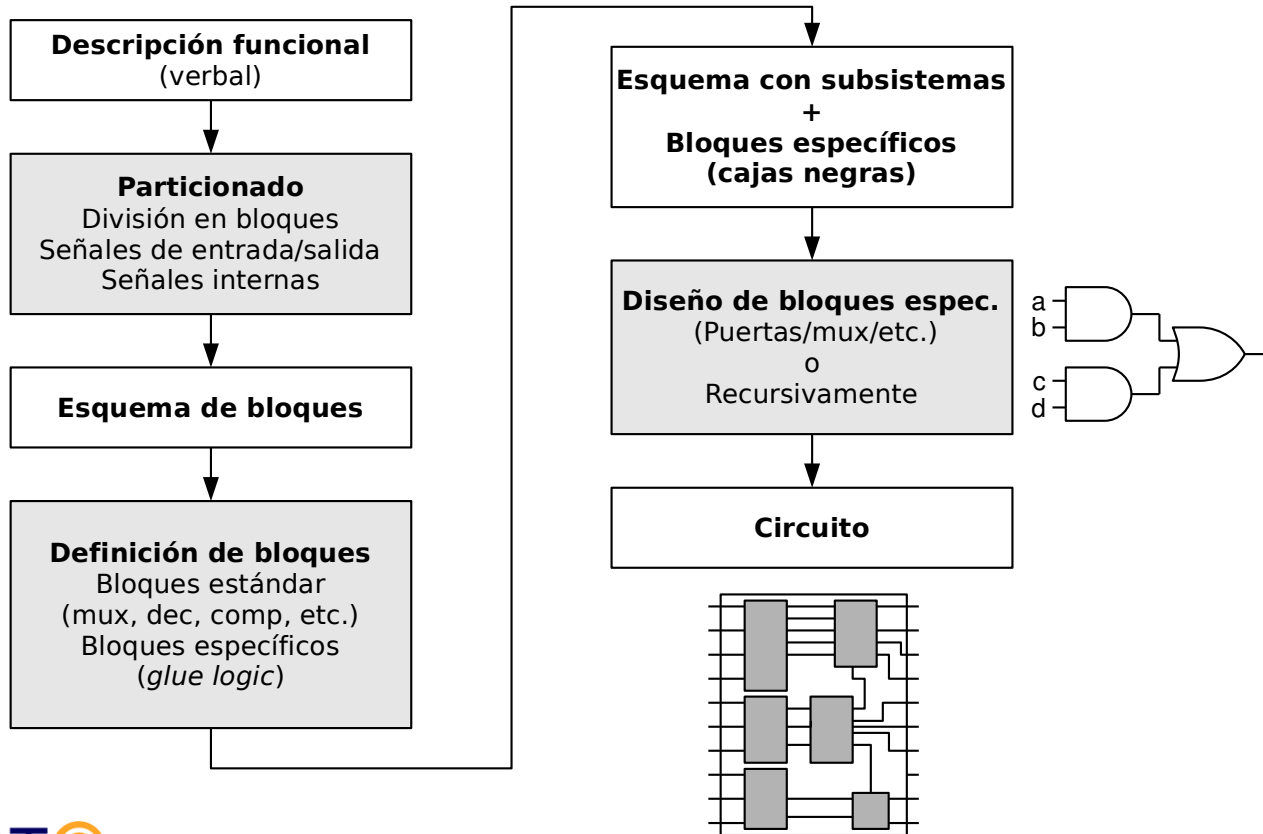 Descripción funcional
(verbal)
Particionado
División en bloques
Señales de entrada/salida
Señales internas
Esquema de bloques
Definición de bloques
Bloques estándar
(mux, dec, comp, etc.)
Bloques específicos
(glue logic)
Esquema con subsistemas
+
Bloques específicos
(cajas negras)
Diseño de bloques espec.
(Puertas/mux/etc.)
o
Recursivamente
a
b
c
d
Circuito